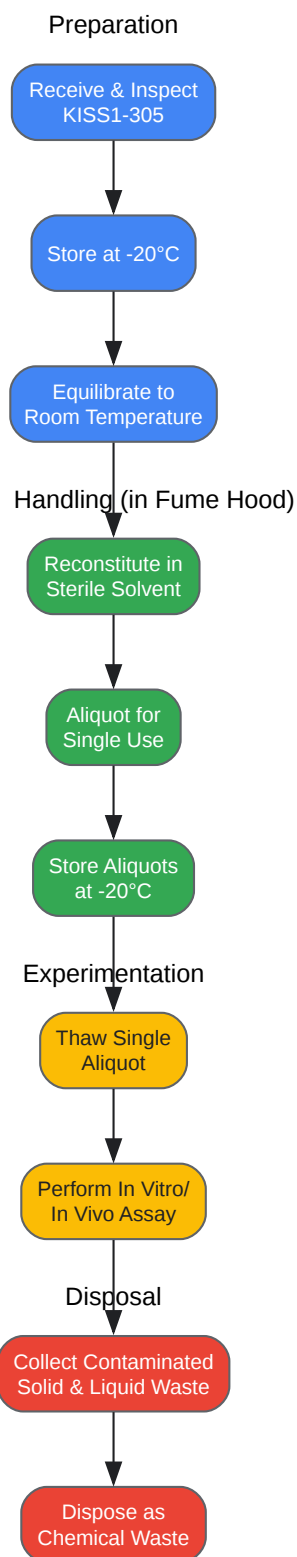 Preparation
Receive & Inspect
KISS1-305
Store at -20°C
Equilibrate to
Room Temperature
Handling (in Fume Hood)
Reconstitute in
Sterile Solvent
Aliquot for
Single Use
Store Aliquots
at -20°C
Experimentation
Thaw Single
Aliquot
Perform In Vitro/
In Vivo Assay
Disposal
Collect Contaminated
Solid & Liquid Waste
Dispose as
Chemical Waste